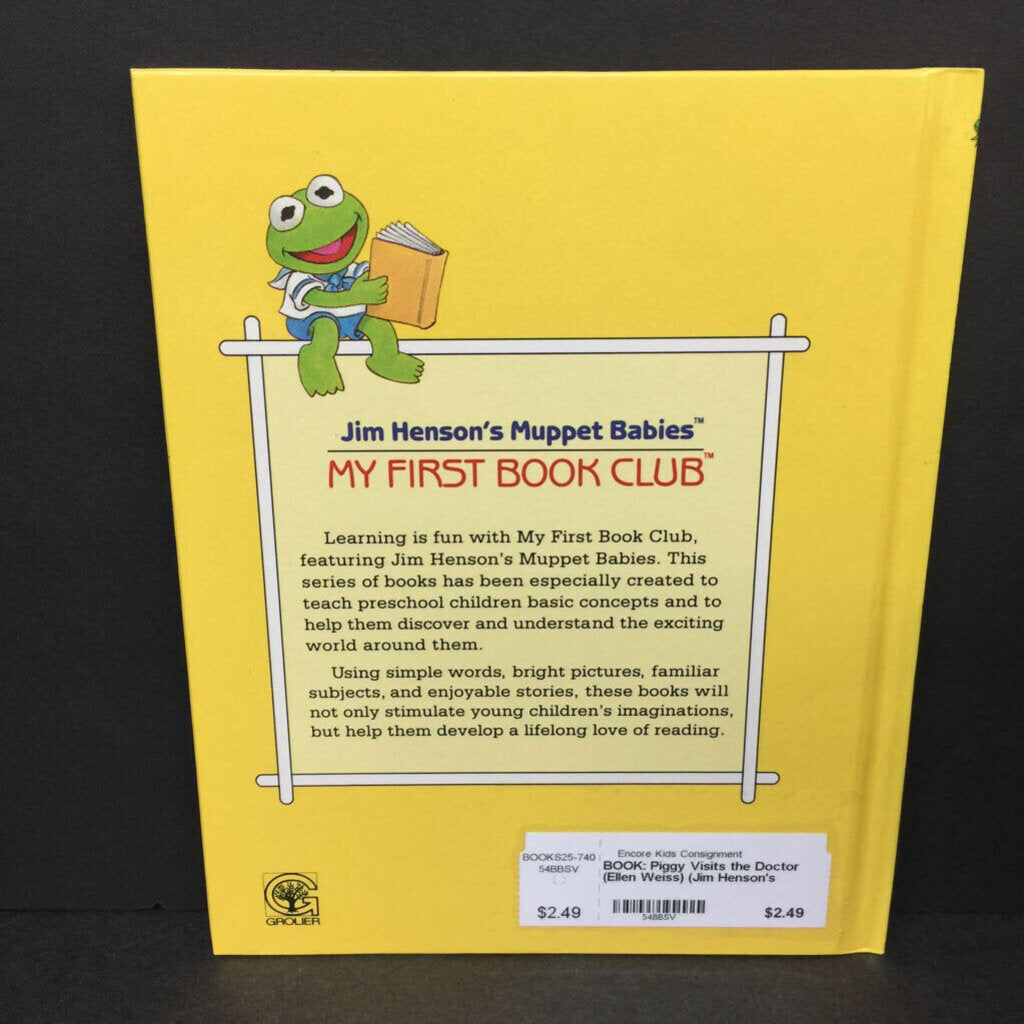 Jim Henson's Muppet Babies™
MY FIRST BOOK CLUB™
Learning is fun with My First Book Club,
featuring Jim Henson's Muppet Babies. This
series of books has been especially created to
teach preschool children basic concepts and to
help them discover and understand the exciting
world around them.
Using simple words, bright pictures, familiar
subjects, and enjoyable stories, these books will
not only stimulate young children's imaginations,
but help them develop a lifelong love of reading.
G
GROLIER
BOOKS25-740
54BBSV
$2.49
Encore Kids Consignment
BOOK: Piggy Visits the Doctor
(Ellen Weiss) (Jim Henson's
54BBSV
$2.49